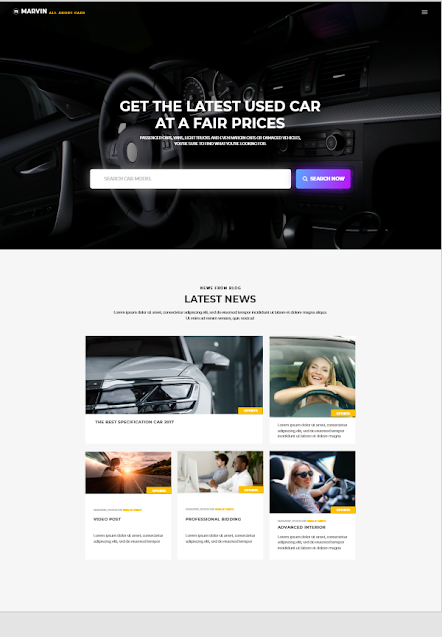 MARVIN ALL ABOUT CARS
GET THE LATEST USED CAR
AT A FAIR PRICES
PASSENGER CARS, VANS, LIGHT TRUCKS AND EVEN MARGIN CARS OR DAMAGED VEHICLES,
YOU'RE SURE TO FIND WHAT YOU'RE LOOKING FOR.
SEARCH CAR MODEL
SEARCH NOW
NEWS FROM BLOG
LATEST NEWS
Lorem ipsum dolor sit amet, consectetur adipiscing elit, sed do eiusmod tempor incididunt ut labore et dolore magna aliqua.
Ut enim ad minim veniam, quis nostrud
THE BEST SPECIFICATION CAR 2017
Lorem ipsum dolor sit amet, consectetur
adipiscing elit, sed do eiusmod tempor
incididunt ut labore et dolore magna
VIDEO POST
Lorem ipsum dolor sit amet, consectetur
adipiscing elit, sed do eiusmod tempor
PROFESSIONAL BIDDING
Lorem ipsum dolor sit amet, consectetur
adipiscing elit, sed do eiusmod tempor
ADVANCED INTERIOR
Lorem ipsum dolor sit amet, consectetur
adipiscing elit, sed do eiusmod tempor
incididunt ut labore et dolore magna